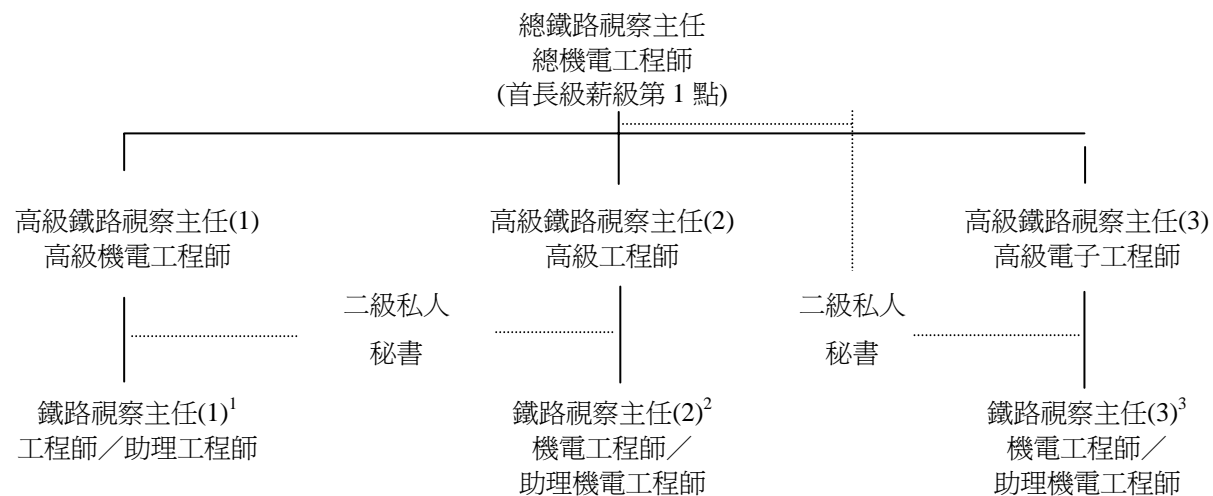 總鐵路視察主任
總機電工程師
(首長級薪級第 1 點)
高級鐵路視察主任(1)
高級機電工程師
高級鐵路視察主任(2)
高級工程師
高級鐵路視察主任(3)
高級電子工程師
二級私人
秘書
二級私人
秘書
鐵路視察主任(1)¹
工程師／助理工程師
鐵路視察主任(2)²
機電工程師／
助理機電工程師
鐵路視察主任(3)³
機電工程師／
助理機電工程師